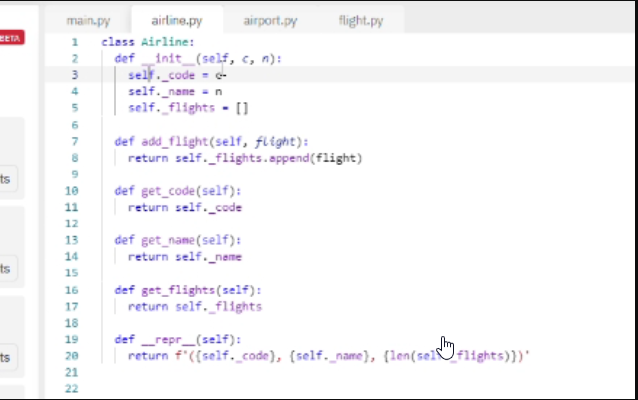 main.py airline.py airport.py flight.py
BETA
1 class Airline:
2 def __init__(self, c, n):
3 self._code = c
4 self._name = n
5 self._flights = []
6
7 def add_flight(self, flight):
8 return self._flights.append(flight)
9
10 def get_code(self):
11 return self._code
12
13 def get_name(self):
14 return self._name
15
ts
16 def get_flights(self):
17 return self._flights
18
19 def __repr__(self):
20 return f'({self._code}, {self._name}, {len(self._flights)})'
21
22
ts
ts